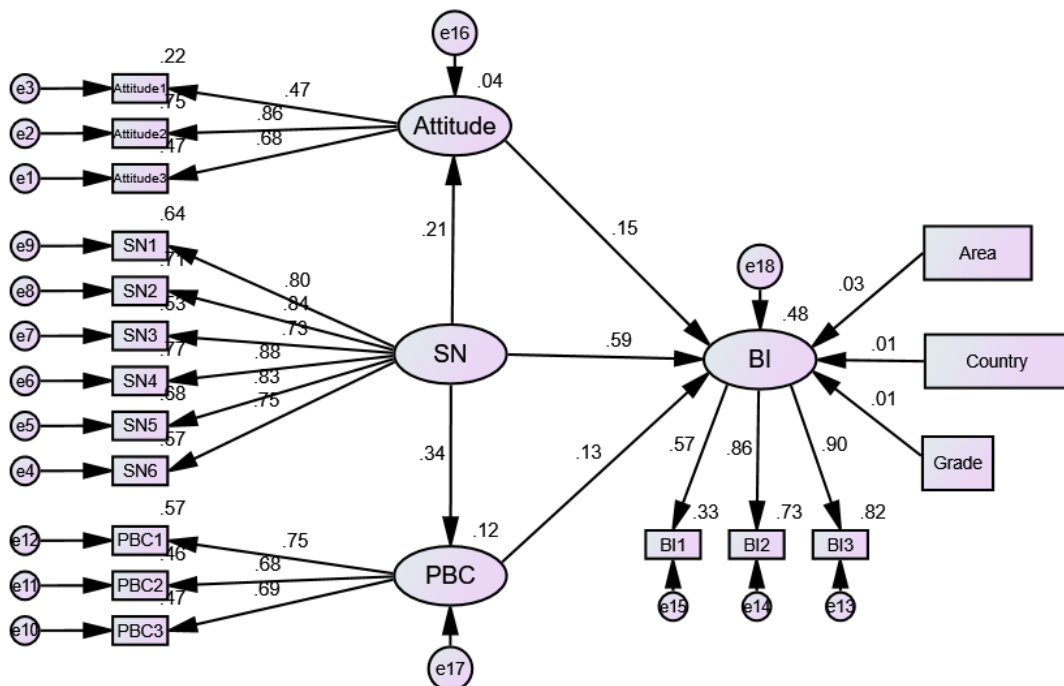 e16
.22
.04
e3
Attitude1
.47
.75
Attitude
e2
Attitude2
.86
.47
.68
e1
Attitude3
.64
.21
.15
e9
SN1
Area
.71
.80
e18
.03
e8
SN2
.53
.84
.48
e7
SN3
.73
SN
.59
BI
.01
Country
.77
.88
e6
SN4
.83
.01
.68
.75
e5
SN5
.57
.34
.13
.57
.86
.90
Grade
e4
SN6
.57
.12
.33
.73
.82
e12
PBC1
.75
BI1
BI2
BI3
.46
.68
PBC
e11
PBC2
.69
e15
e14
e13
.47
e10
PBC3
e17